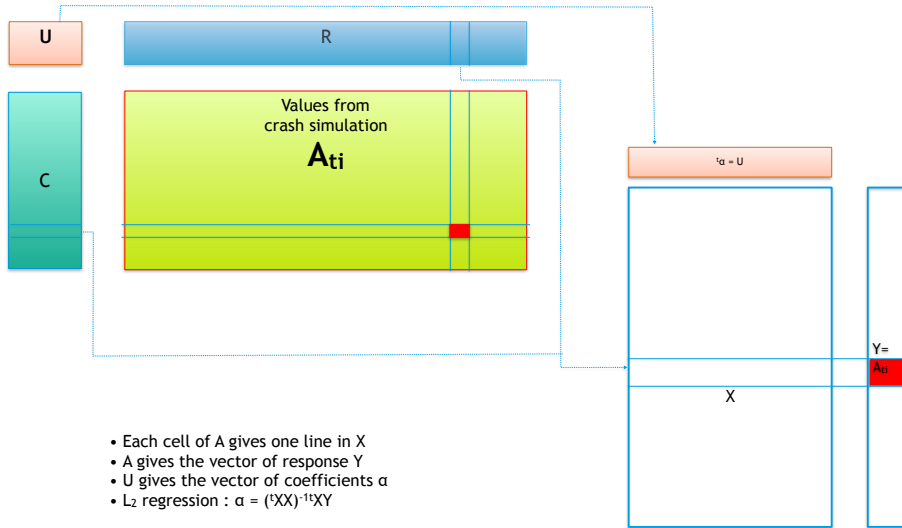 U
R
Values from
crash simulation
Aₜᵢ
C
ᵗα = U
Y=
Aₜᵢ
X
• Each cell of A gives one line in X
• A gives the vector of response Y
• U gives the vector of coefficients α
• L₂ regression : α = (ᵗXX)⁻¹ᵗXY